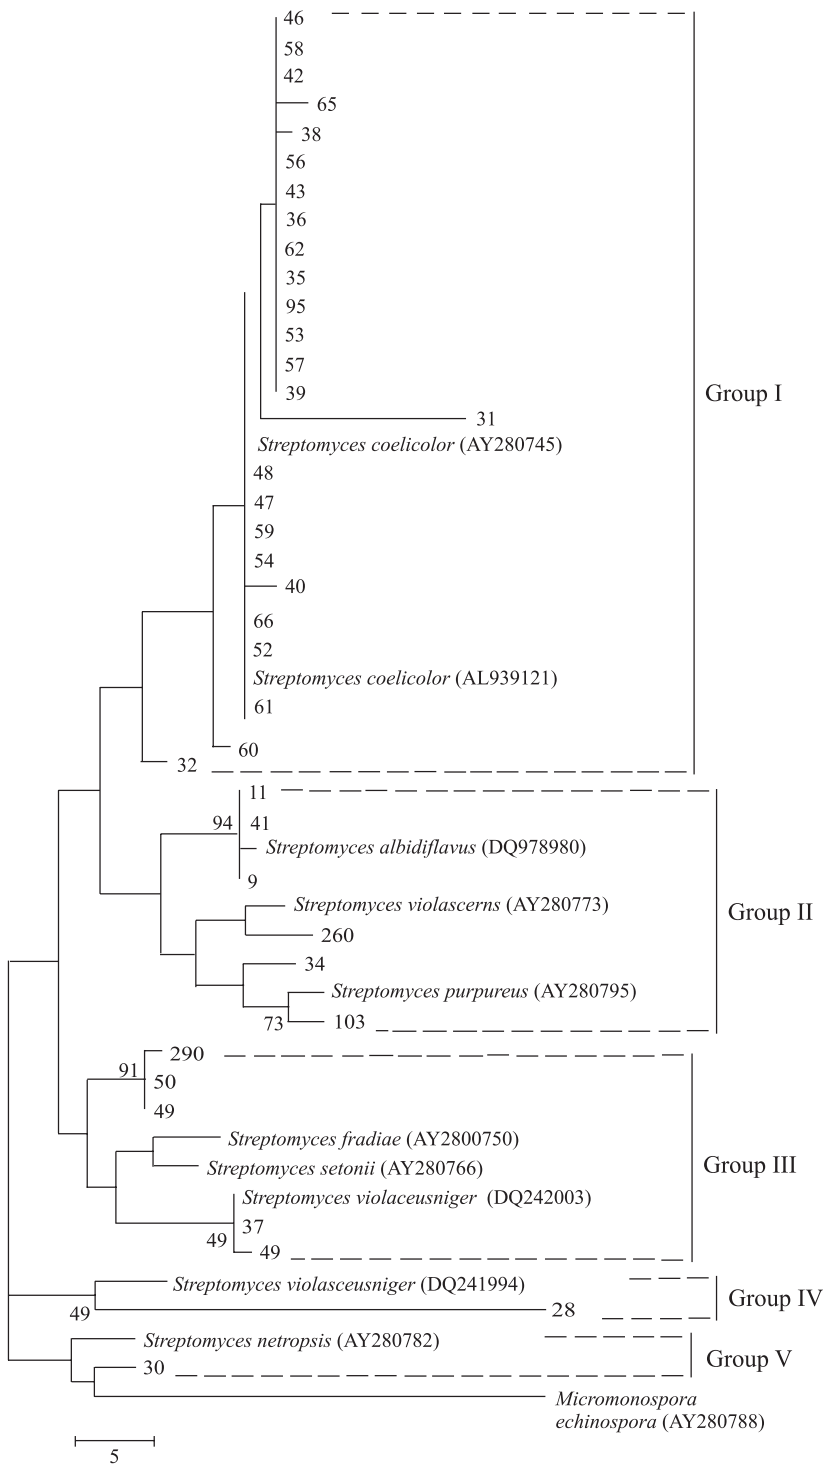 46
58
42
65
38
56
43
36
62
35
95
53
57
39
Group I
31
Streptomyces coelicolor (AY280745)
48
47
59
54
40
66
52
Streptomyces coelicolor (AL939121)
61
60
32
11
94 41
Streptomyces albidiflavus (DQ978980)
9
Streptomyces violascerns (AY280773)
Group II
260
34
Streptomyces purpureus (AY280795)
73 103
290
91
50
49
Streptomyces fradiae (AY2800750)
Group III
Streptomyces setonii (AY280766)
Streptomyces violaceusniger (DQ242003)
37
49
49
Streptomyces violasceusniger (DQ241994)
Group IV
49 28
Streptomyces netropsis (AY280782)
Group V
30
Micromonospora
echinospora (AY280788)
5